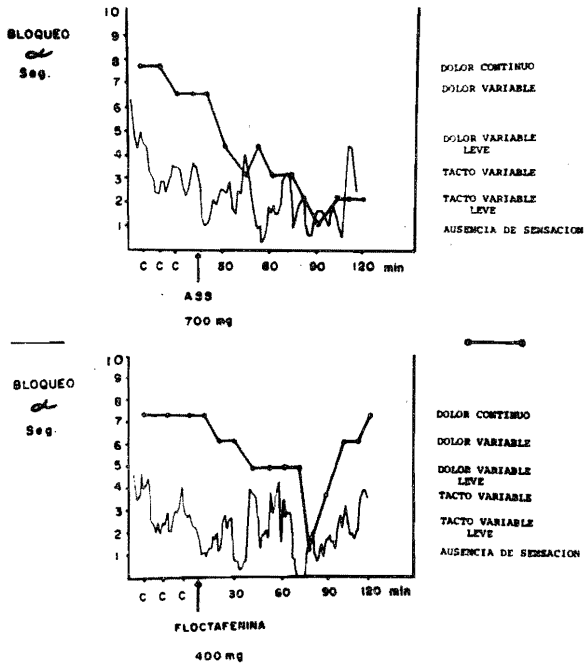 BLOQUEO
α
Seg.
10
9
8
7
6
5
4
3
2
1
DOLOR CONTINUO
DOLOR VARIABLE
DOLOR VARIABLE
LEVE
TACTO VARIABLE
TACTO VARIABLE
LEVE
AUSENCIA DE SENSACION
C C C 30 60 90 120 min
ASS
700 mg
BLOQUEO
α
Seg.
10
9
8
7
6
5
4
3
2
1
DOLOR CONTINUO
DOLOR VARIABLE
DOLOR VARIABLE
LEVE
TACTO VARIABLE
TACTO VARIABLE
LEVE
AUSENCIA DE SENSACION
C C C 30 60 90 120 min
FLOCTAFENINA
400 mg